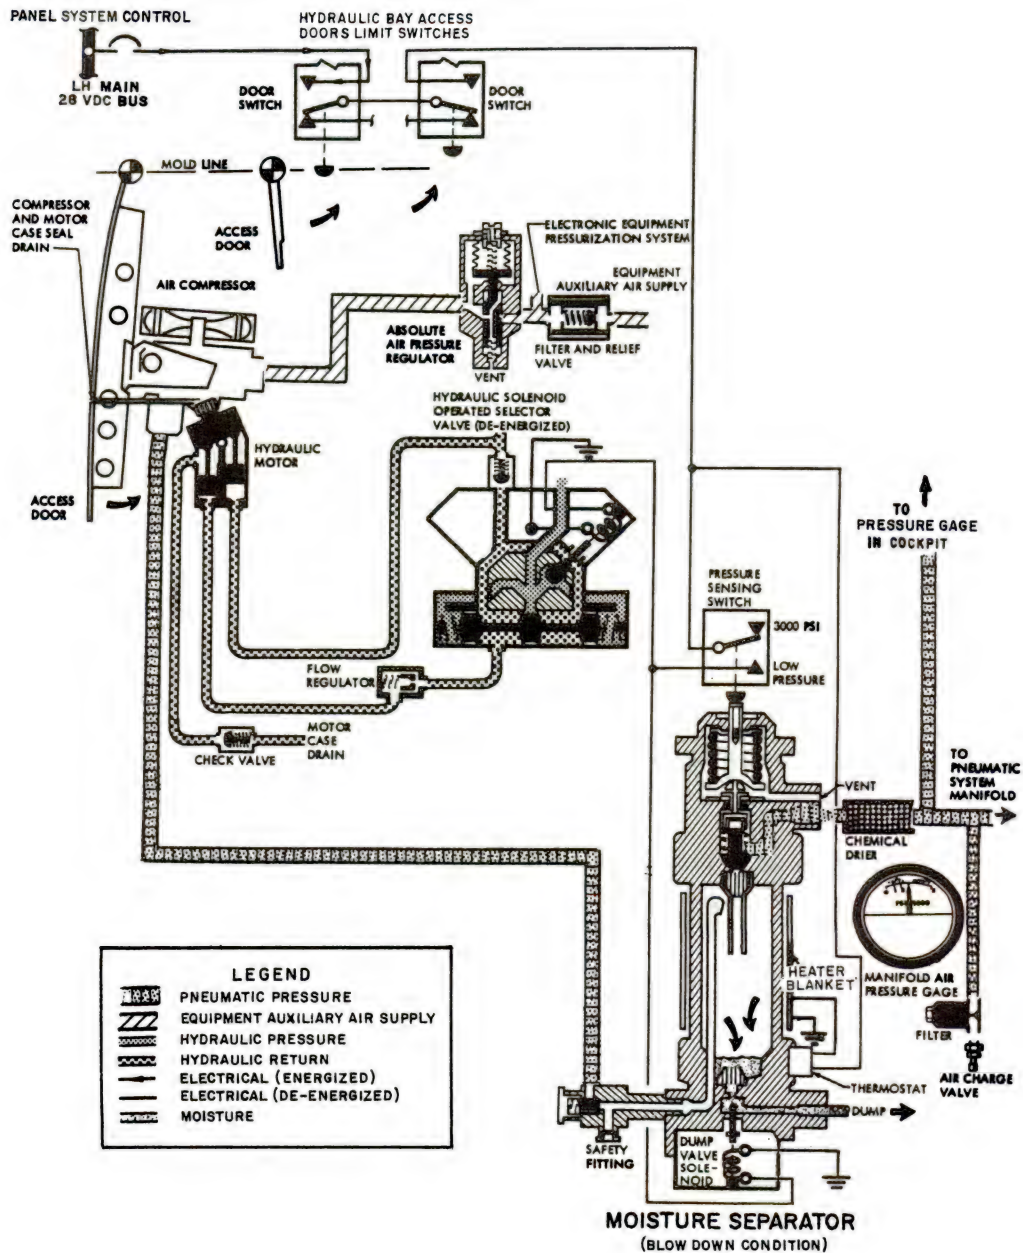 PANEL SYSTEM CONTROL
LH MAIN
28 VDC BUS
HYDRAULIC BAY ACCESS
DOORS LIMIT SWITCHES
DOOR
SWITCH
DOOR
SWITCH
MOLD LINE
COMPRESSOR
AND MOTOR
CASE SEAL
DRAIN
ACCESS
DOOR
AIR COMPRESSOR
ELECTRONIC EQUIPMENT
PRESSURIZATION SYSTEM
EQUIPMENT
AUXILIARY AIR SUPPLY
ABSOLUTE
AIR PRESSURE
REGULATOR
FILTER AND RELIEF
VALVE
VENT
HYDRAULIC SOLENOID
OPERATED SELECTOR
VALVE (DE-ENERGIZED)
HYDRAULIC
MOTOR
ACCESS
DOOR
TO
PRESSURE GAGE
IN COCKPIT
PRESSURE
SENSING
SWITCH
3000 PSI
LOW
PRESSURE
FLOW
REGULATOR
MOTOR
CASE
DRAIN
CHECK VALVE
VENT
TO
PNEUMATIC
SYSTEM
MANIFOLD
CHEMICAL
DRIER
HEATER
BLANKET
MANIFOLD AIR
PRESSURE GAGE
FILTER
AIR CHARGE
VALVE
THERMOSTAT
DUMP
SAFETY
FITTING
DUMP
VALVE
SOLE-
NOID
LEGEND
PNEUMATIC PRESSURE
EQUIPMENT AUXILIARY AIR SUPPLY
HYDRAULIC PRESSURE
HYDRAULIC RETURN
ELECTRICAL (ENERGIZED)
ELECTRICAL (DE-ENERGIZED)
MOISTURE
MOISTURE SEPARATOR
(BLOW DOWN CONDITION)